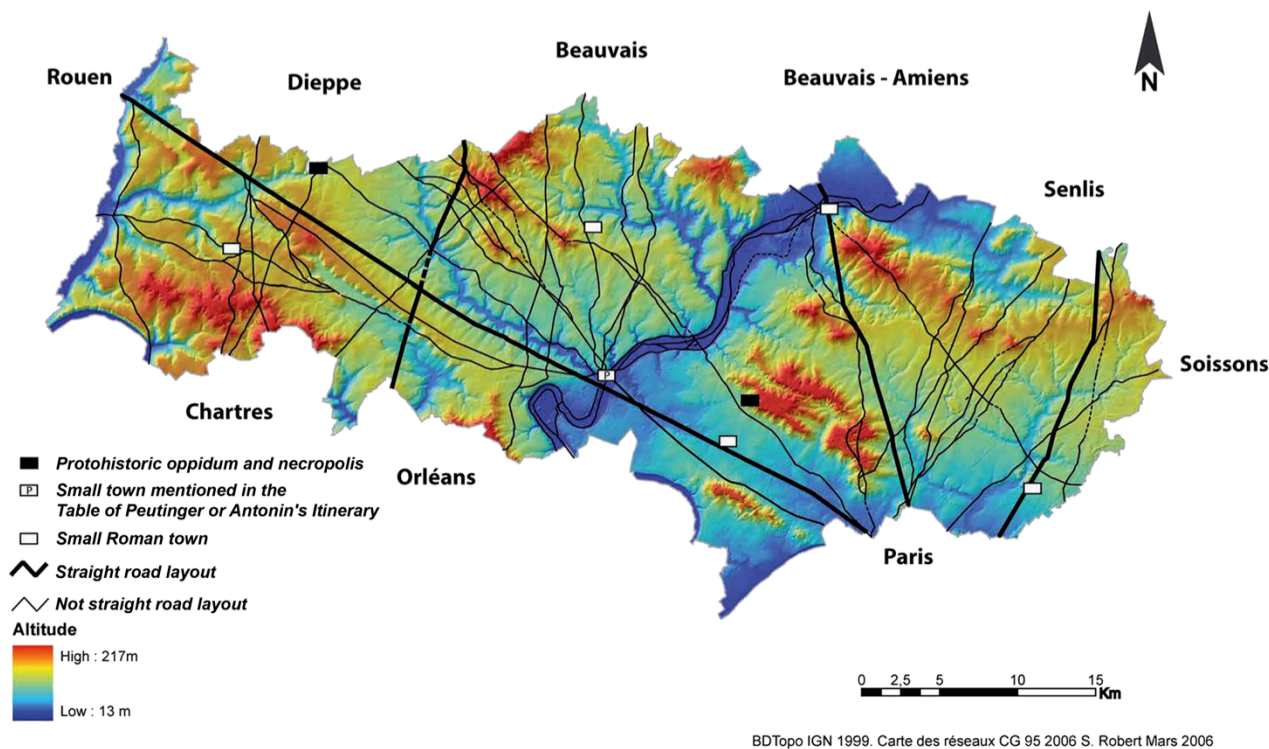 Beauvais
Beauvais - Amiens
Rouen
Dieppe
N
Senlis
Soissons
Chartres
Orléans
Paris
P
Protohistoric oppidum and necropolis
P Small town mentioned in the
Table of Peutinger or Antonin's Itinerary
Small Roman town
Straight road layout
Not straight road layout
Altitude
High : 217m
Low : 13 m
0 2,5 5 10 15
Km
BDTopo IGN 1999. Carte des réseaux CG 95 2006 S. Robert Mars 2006